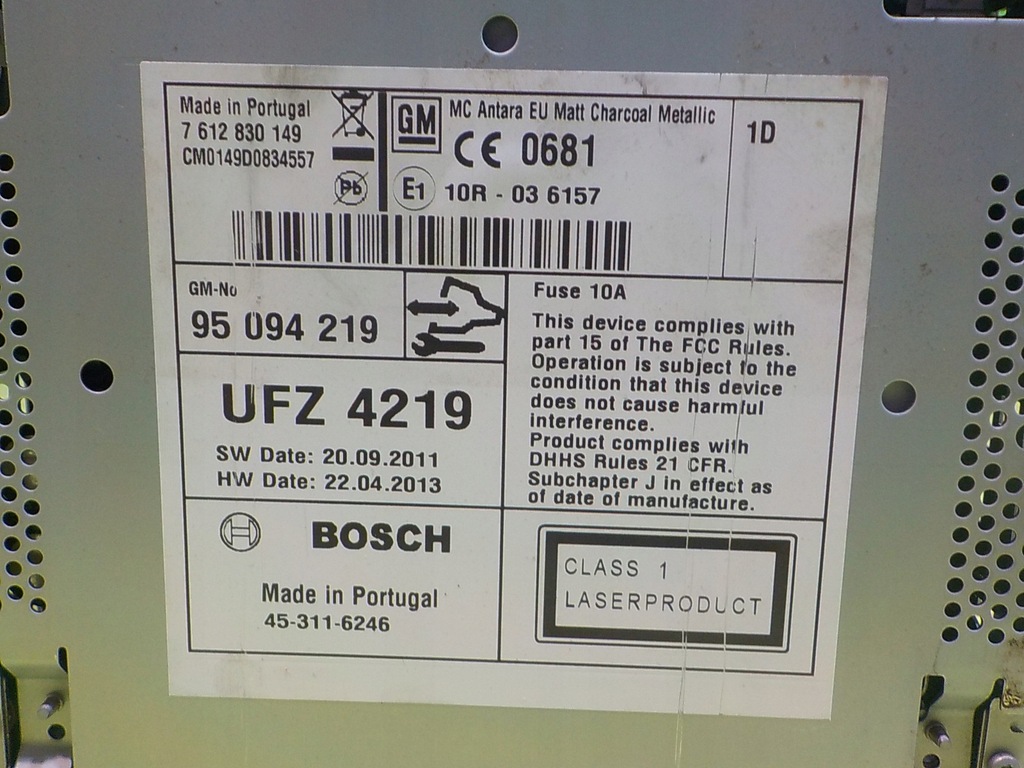 Made in Portugal
7 612 830 149
CM0149D0834557
Pb
GM
MC Antara EU Matt Charcoal Metallic
CE 0681
E1 10R - 03 6157
1D
GM-No
95 094 219
UFZ 4219
SW Date: 20.09.2011
HW Date: 22.04.2013
Fuse 10A
This device complies with
part 15 of The FCC Rules.
Operation is subject to the
condition that this device
does not cause harmful
interference.
Product complies with
DHHS Rules 21 CFR.
Subchapter J in effect as
of date of manufacture.
BOSCH
Made in Portugal
45-311-6246
CLASS 1
LASERPRODUCT